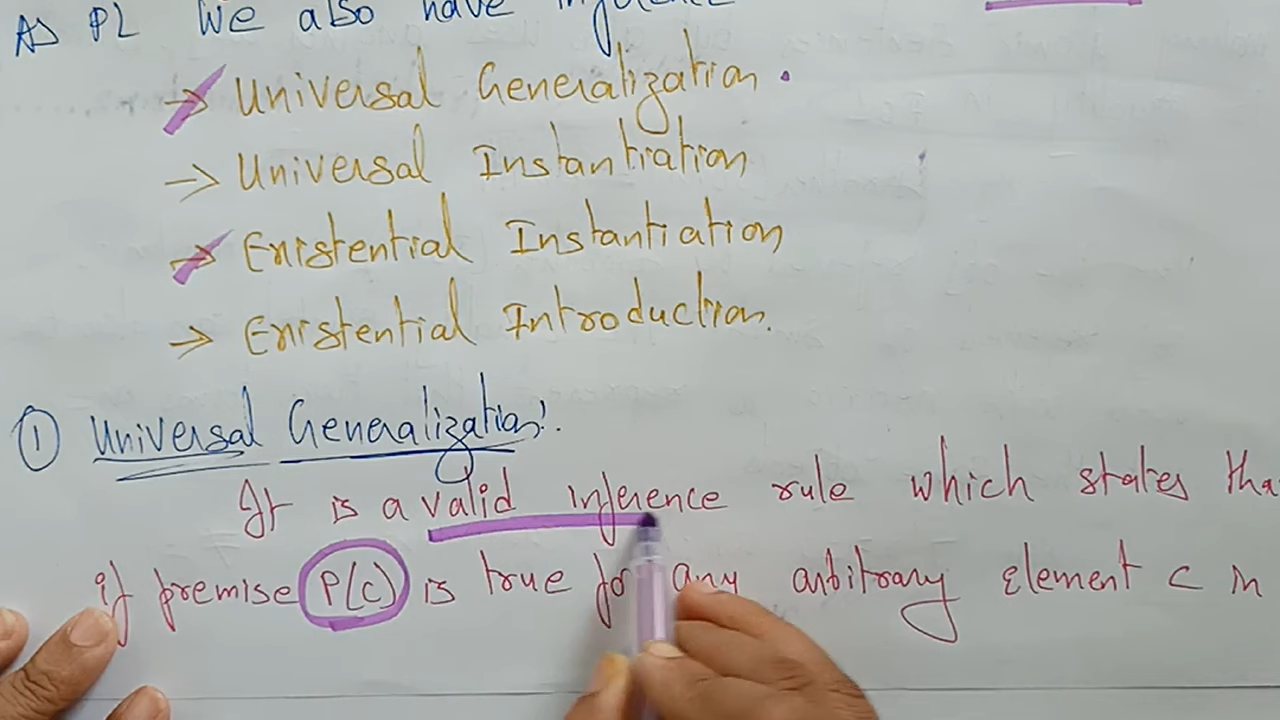 As PL We also have inference
→ Universal Generalization.
→ Universal Instantiation
→ Existential Instantiation
→ Existential Introduction.
① Universal Generalization:.
It is a valid inference rule which states tha
if premise P(c) is true for any arbitrary element c in